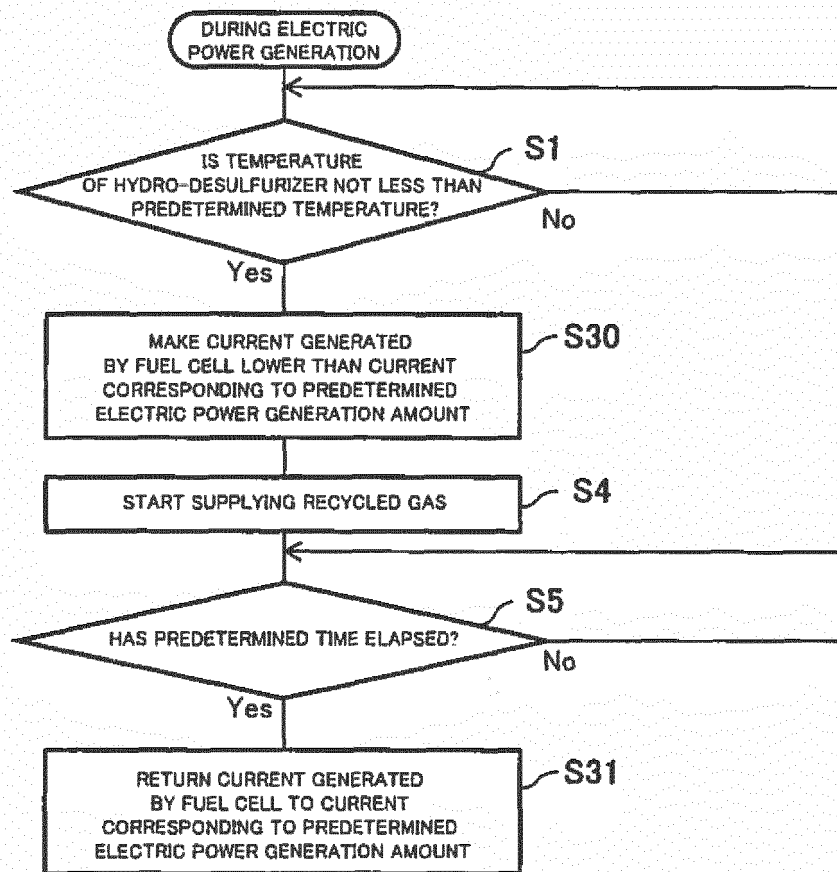 DURING ELECTRIC
POWER GENERATION
IS TEMPERATURE
OF HYDRO-DESULFURIZER NOT LESS THAN
PREDETERMINED TEMPERATURE?
S1
No
Yes
MAKE CURRENT GENERATED
BY FUEL CELL LOWER THAN CURRENT
CORRESPONDING TO PREDETERMINED
ELECTRIC POWER GENERATION AMOUNT
S30
START SUPPLYING RECYCLED GAS
S4
HAS PREDETERMINED TIME ELAPSED?
S5
No
Yes
RETURN CURRENT GENERATED
BY FUEL CELL TO CURRENT
CORRESPONDING TO PREDETERMINED
ELECTRIC POWER GENERATION AMOUNT
S31